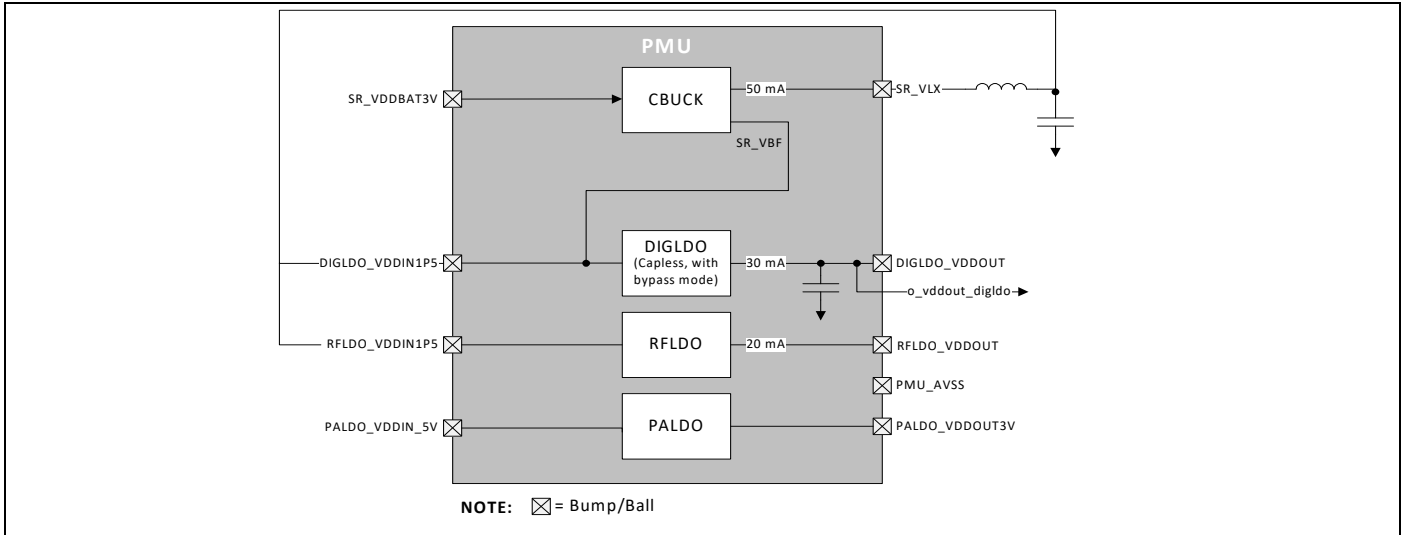 PMU
SR_VDDBAT3V
CBUCK
50 mA
SR_VLX
SR_VBF
DIGLDO_VDDIN1P5
DIGLDO
(Capless, with
bypass mode)
30 mA
DIGLDO_VDDOUT
o_vddout_digldo
RFLDO_VDDIN1P5
RFLDO
20 mA
RFLDO_VDDOUT
PMU_AVSS
PALDO_VDDIN_5V
PALDO
PALDO_VDDOUT3V
NOTE: = Bump/Ball